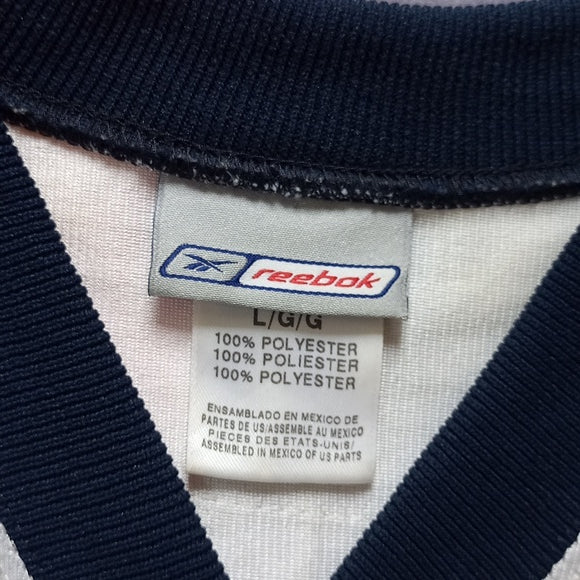 reebok
L/G/G
100% POLYESTER
100% POLIESTER
100% POLYESTER
ENSAMBLADO EN MEXICO DE
PARTES DE US/ASSEMBLE AU MEXICO
PIECES DES ETATS-UNIS/
ASSEMBLED IN MEXICO OF US PARTS